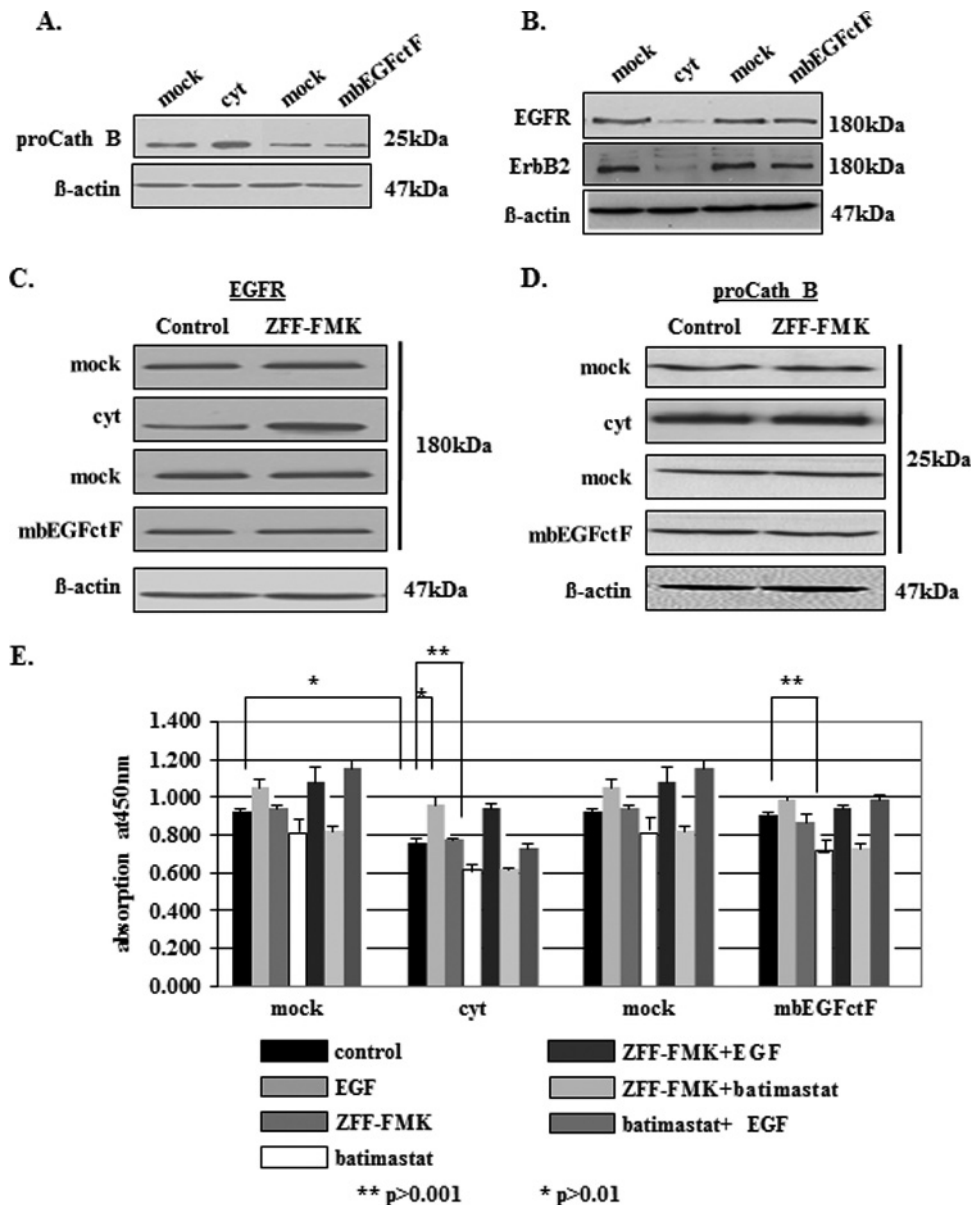 A.
mock cyt mock mbEGFctF
proCath B 25kDa
ß-actin 47kDa
B.
mock cyt mock mbEGFctF
EGFR 180kDa
ErbB2 180kDa
ß-actin 47kDa
C.
EGFR
Control ZFF-FMK
mock
cyt
180kDa
mock
mbEGFctF
ß-actin 47kDa
D.
proCath B
Control ZFF-FMK
mock
cyt
25kDa
mock
mbEGFctF
ß-actin 47kDa
E.
** 
* * **
absorption at450nm
1.400
1.200
1.000
0.800
0.600
0.400
0.200
0.000
mock cyt mock mbEGFctF
control
EGF
ZFF-FMK
batimastat
ZFF-FMK+EGF
ZFF-FMK+batimastat
batimastat+ EGF
** p>0.001 * p>0.01